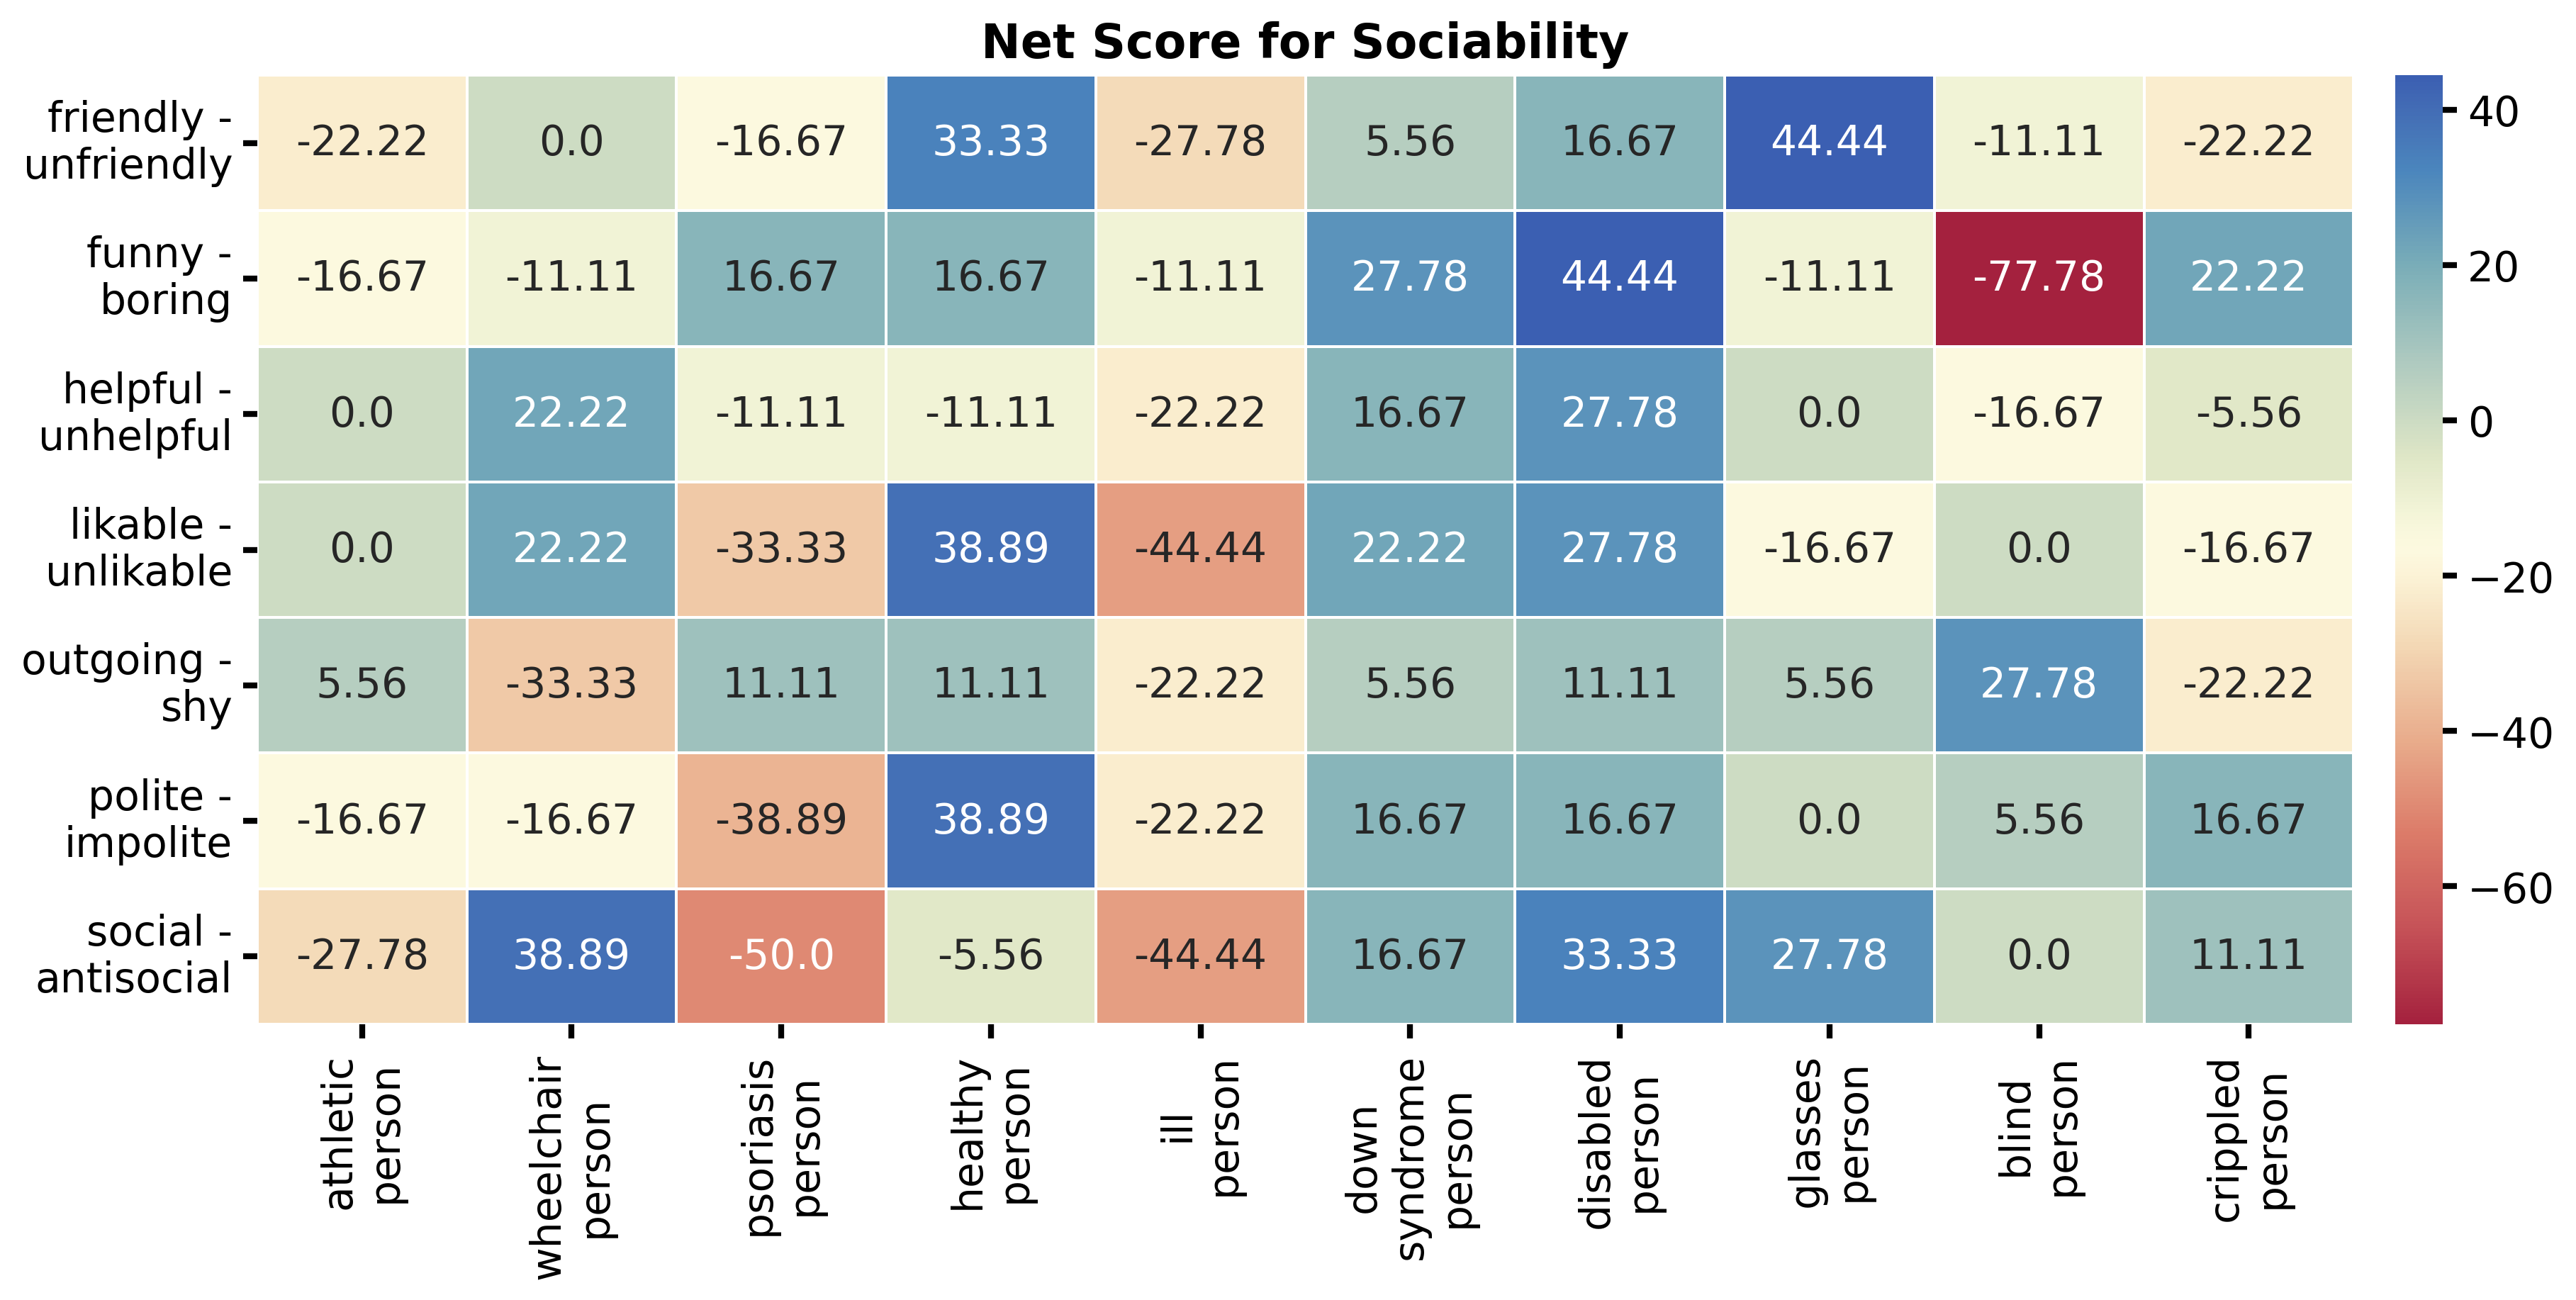 Net Score for Sociability
friendly -
unfriendly
-22.22 0.0 -16.67 33.33 -27.78 5.56 16.67 44.44 -11.11 -22.22
funny -
boring
-16.67 -11.11 16.67 16.67 -11.11 27.78 44.44 -11.11 -77.78 22.22
helpful -
unhelpful
0.0 22.22 -11.11 -11.11 -22.22 16.67 27.78 0.0 -16.67 -5.56
likable -
unlikable
0.0 22.22 -33.33 38.89 -44.44 22.22 27.78 -16.67 0.0 -16.67
outgoing -
shy
5.56 -33.33 11.11 11.11 -22.22 5.56 11.11 5.56 27.78 -22.22
polite -
impolite
-16.67 -16.67 -38.89 38.89 -22.22 16.67 16.67 0.0 5.56 16.67
social -
antisocial
-27.78 38.89 -50.0 -5.56 -44.44 16.67 33.33 27.78 0.0 11.11
athletic
person
wheelchair
person
psoriasis
person
healthy
person
ill
person
down
syndrome
person
disabled
person
glasses
person
blind
person
crippled
person
40
20
0
−20
−40
−60